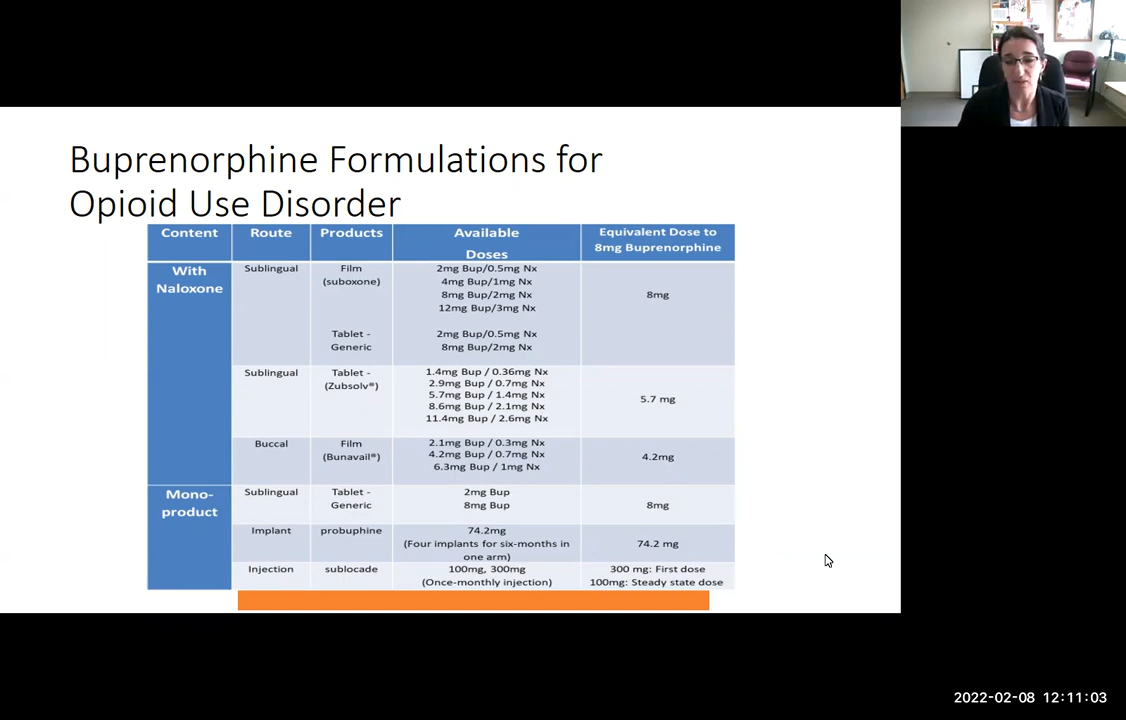 Buprenorphine Formulations for
Opioid Use Disorder
Content Route Products Available Doses Equivalent Dose to 8mg Buprenorphine
With Naloxone
Sublingual
Film
(suboxone)
2mg Bup/0.5mg Nx
4mg Bup/1mg Nx
8mg Bup/2mg Nx
12mg Bup/3mg Nx
8mg
Tablet -
Generic
2mg Bup/0.5mg Nx
8mg Bup/2mg Nx
Sublingual
Tablet -
(Zubsolv®)
1.4mg Bup / 0.36mg Nx
2.9mg Bup / 0.7mg Nx
5.7mg Bup / 1.4mg Nx
8.6mg Bup / 2.1mg Nx
11.4mg Bup / 2.6mg Nx
5.7 mg
Buccal
Film
(Bunavail®)
2.1mg Bup / 0.3mg Nx
4.2mg Bup / 0.7mg Nx
6.3mg Bup / 1mg Nx
4.2mg
Mono-
product
Sublingual
Tablet -
Generic
2mg Bup
8mg Bup
8mg
Implant
probuphine
74.2mg
(Four implants for six-months in
one arm)
74.2 mg
Injection
sublocade
100mg, 300mg
(Once-monthly injection)
300 mg: First dose
100mg: Steady state dose
2022-02-08 12:11:03